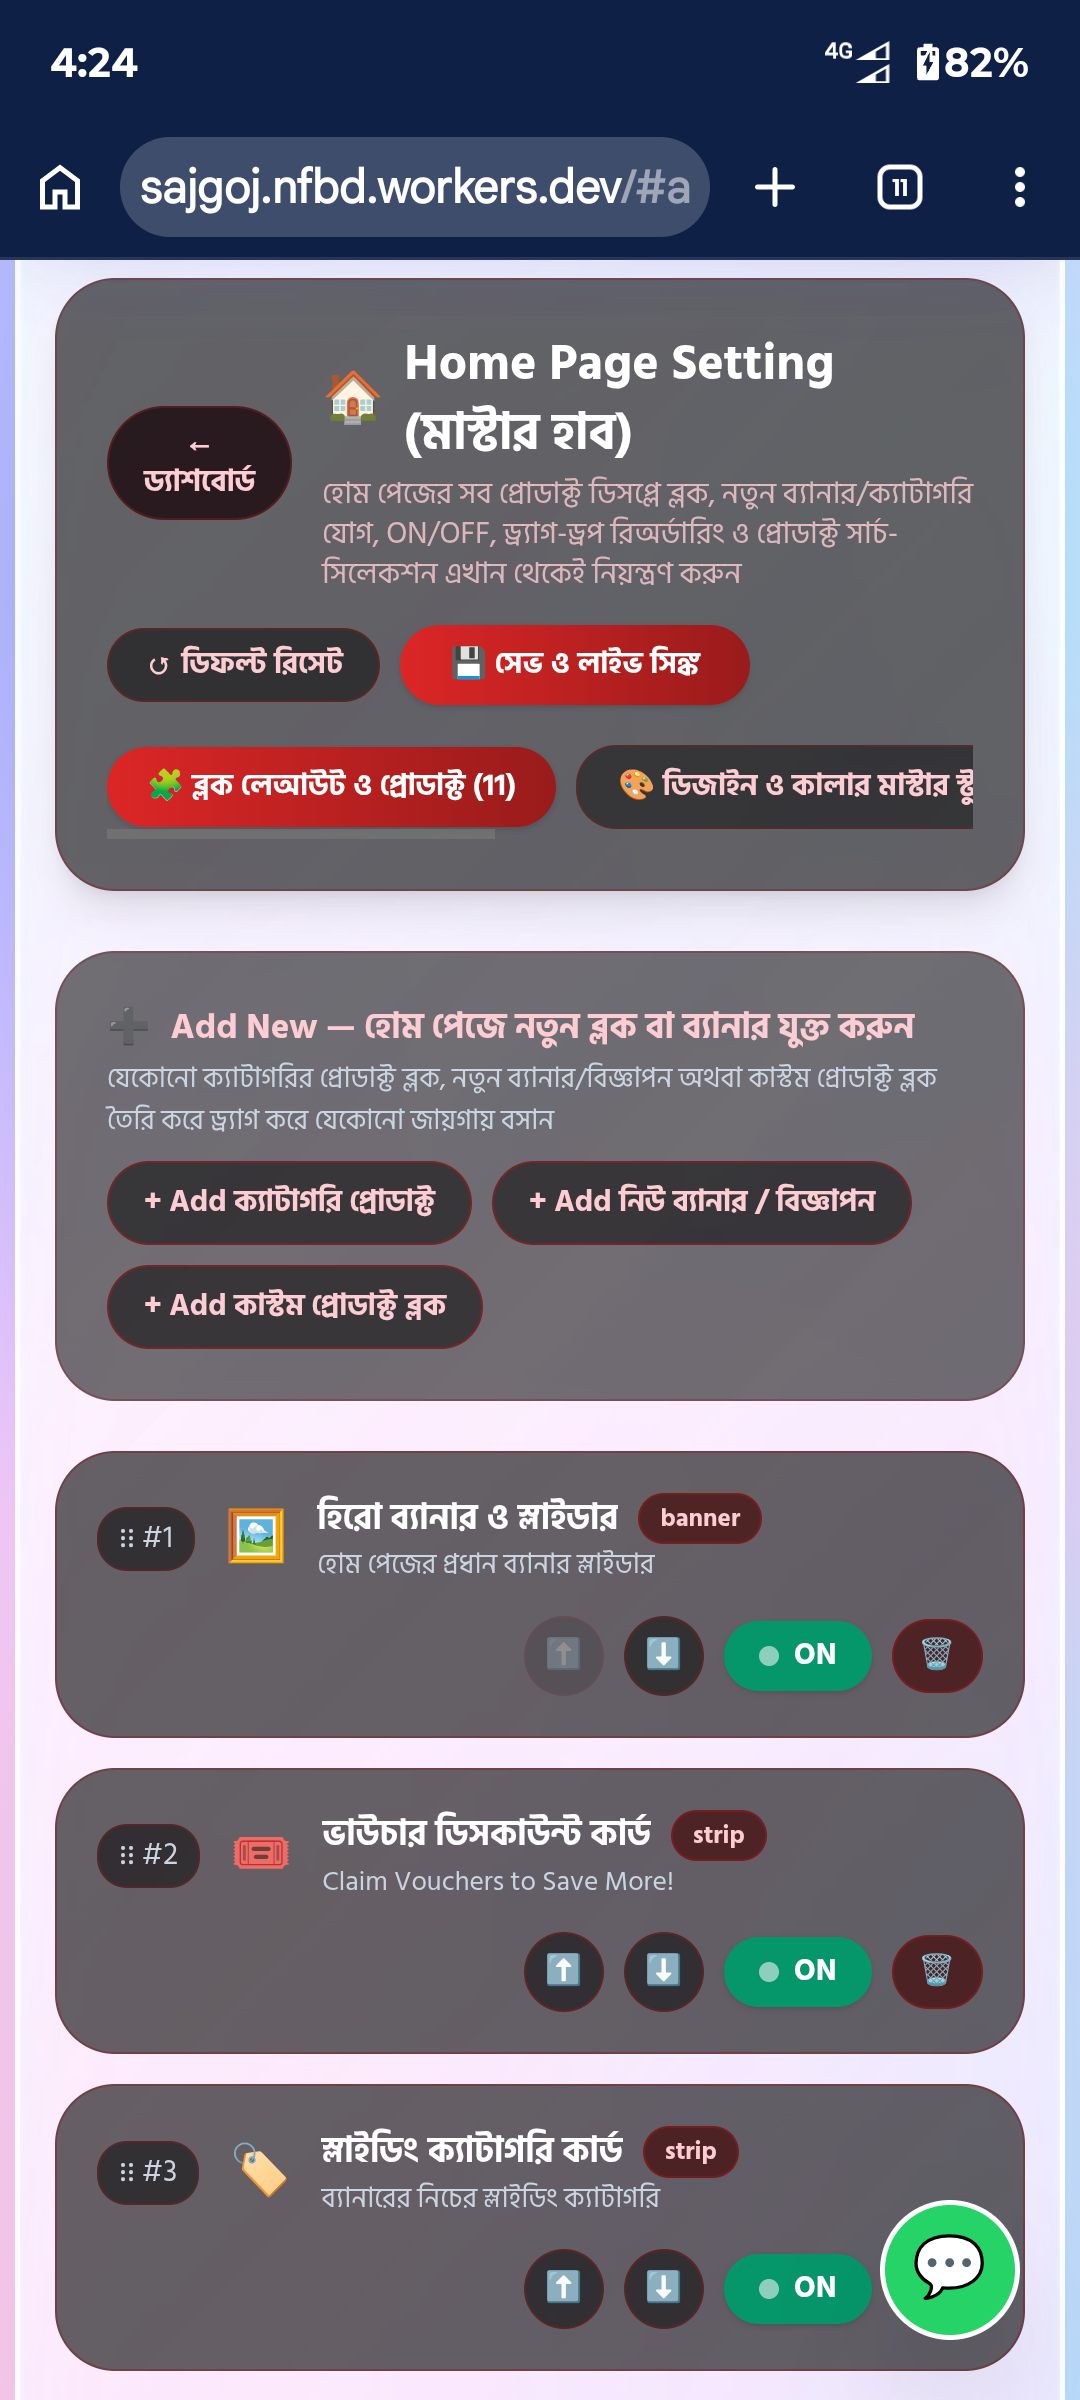 4:24
4G 82%
sajgoj.nfbd.workers.dev/#a
11
← ড্যাশবোর্ড
Home Page Setting
(মাস্টার হাব)
হোম পেজের সব প্রোডাক্ট ডিসপ্লে ব্লক, নতুন ব্যানার/ক্যাটাগরি
যোগ, ON/OFF, ড্র্যাগ-ড্রপ রিঅর্ডারিং ও প্রোডাক্ট সার্চ-
সিলেকশন এখান থেকেই নিয়ন্ত্রণ করুন
↺ ডিফল্ট রিসেট
সেভ ও লাইভ সিঙ্ক
ব্লক লেআউট ও প্রোডাক্ট (11)
ডিজাইন ও কালার মাস্টার স্টু
Add New — হোম পেজে নতুন ব্লক বা ব্যানার যুক্ত করুন
যেকোনো ক্যাটাগরির প্রোডাক্ট ব্লক, নতুন ব্যানার/বিজ্ঞাপন অথবা কাস্টম প্রোডাক্ট ব্লক
তৈরি করে ড্র্যাগ করে যেকোনো জায়গায় বসান
+ Add ক্যাটাগরি প্রোডাক্ট
+ Add নিউ ব্যানার / বিজ্ঞাপন
+ Add কাস্টম প্রোডাক্ট ব্লক
#1
হিরো ব্যানার ও স্লাইডার banner
হোম পেজের প্রধান ব্যানার স্লাইডার
ON
#2
ভাউচার ডিসকাউন্ট কার্ড strip
Claim Vouchers to Save More!
ON
#3
স্লাইডিং ক্যাটাগরি কার্ড strip
ব্যানারের নিচের স্লাইডিং ক্যাটাগরি
ON